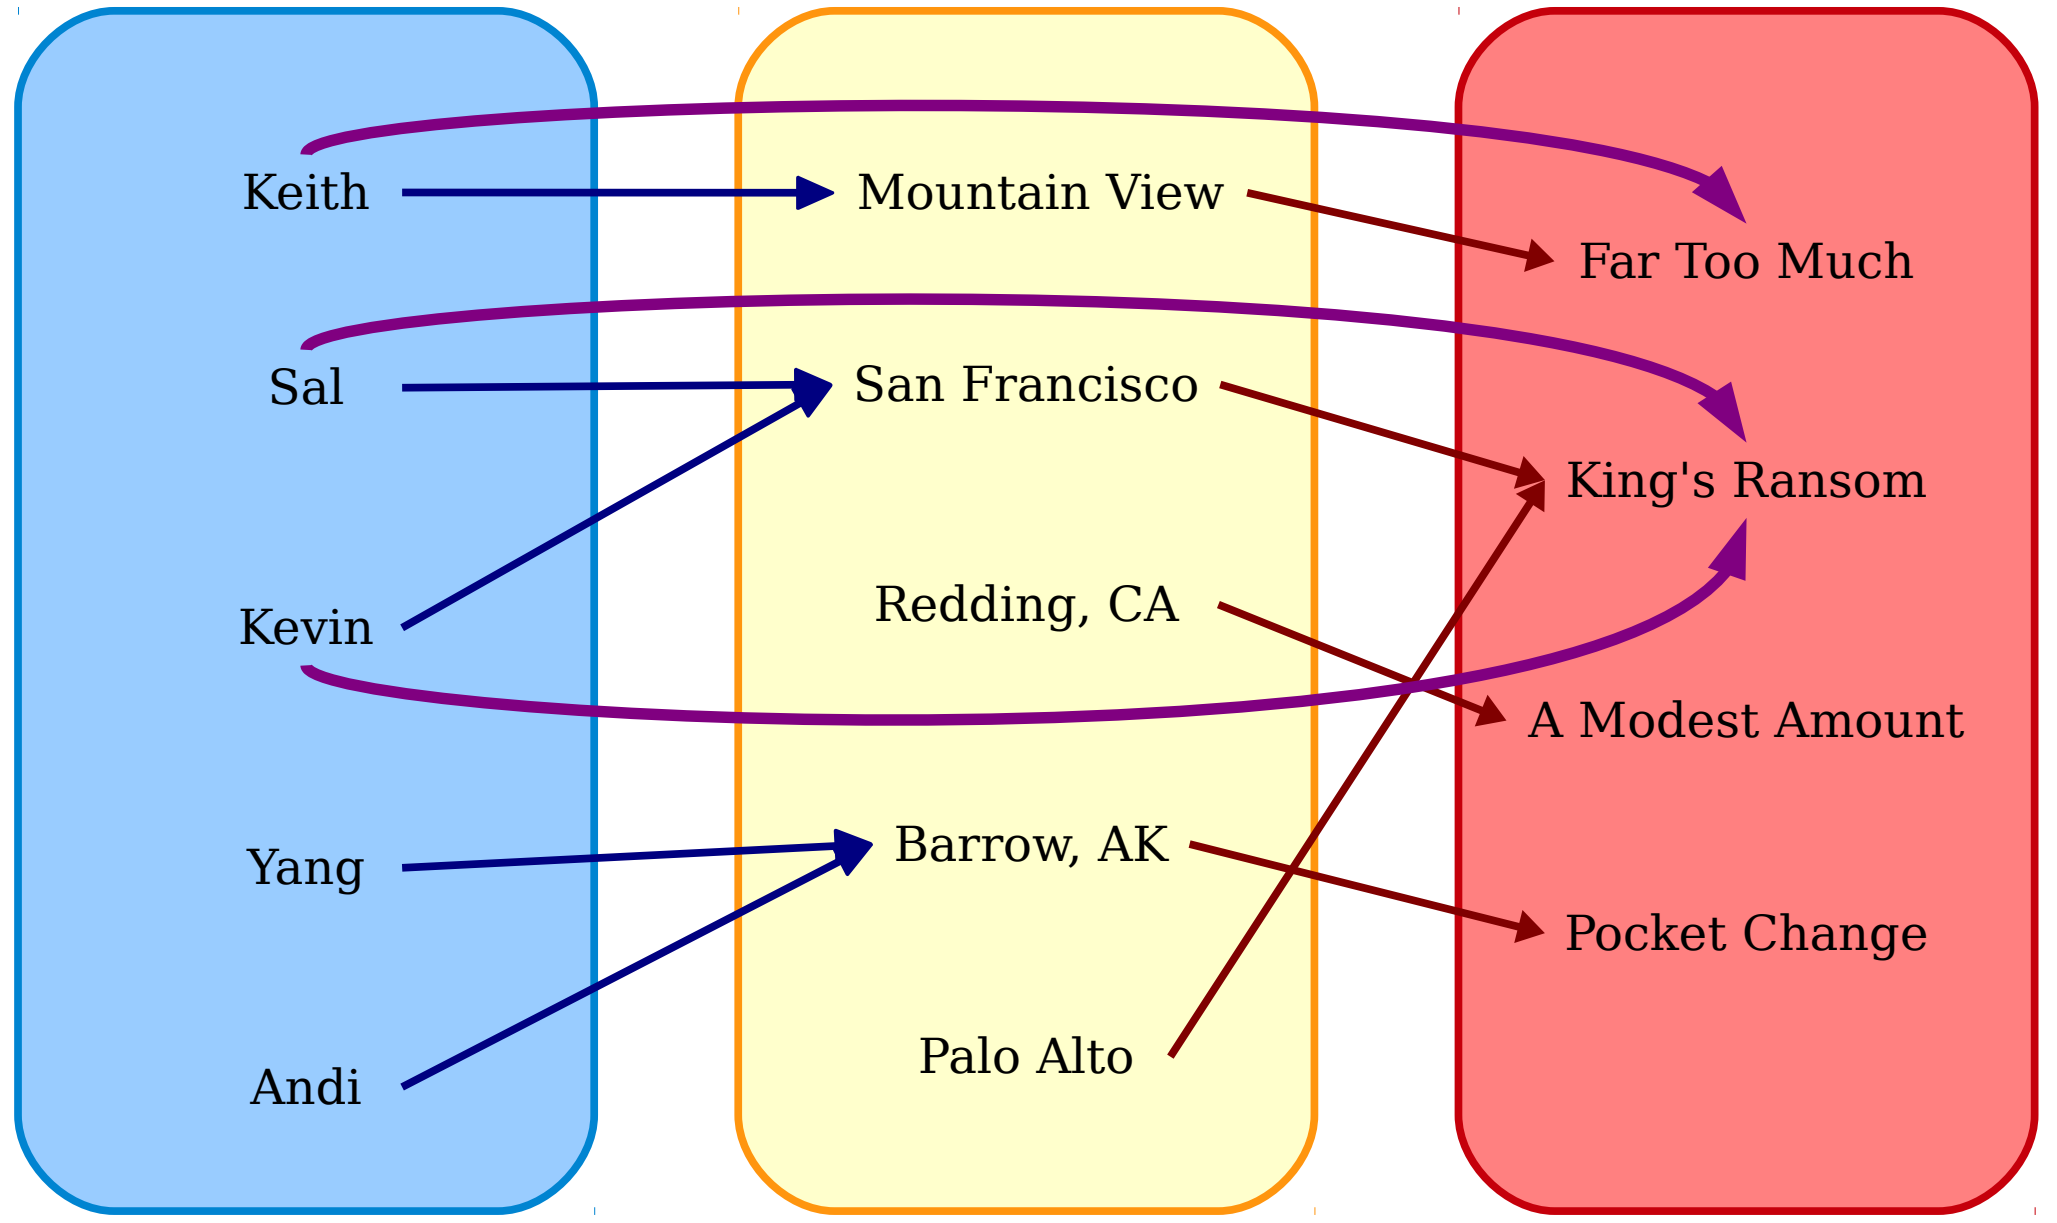 Keith
Sal
Kevin
Yang
Andi
Mountain View
San Francisco
Redding, CA
Barrow, AK
Palo Alto
Far Too Much
King's Ransom
A Modest Amount
Pocket Change